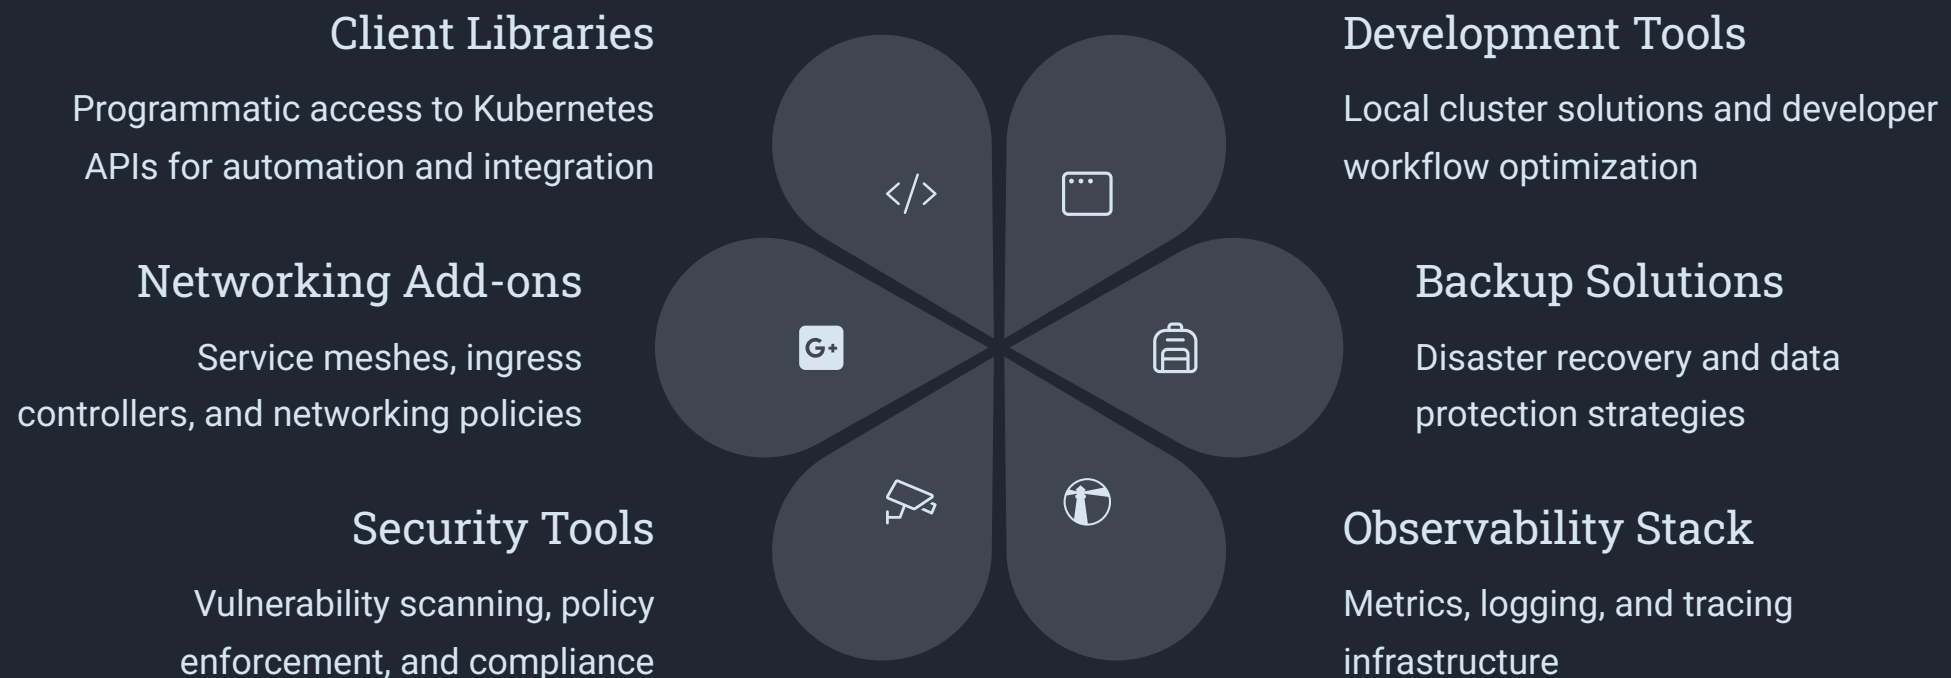 Client Libraries
Programmatic access to Kubernetes
APIs for automation and integration
Development Tools
Local cluster solutions and developer
workflow optimization
Networking Add-ons
Service meshes, ingress
controllers, and networking policies
Backup Solutions
Disaster recovery and data
protection strategies
Security Tools
Vulnerability scanning, policy
enforcement, and compliance
Observability Stack
Metrics, logging, and tracing
infrastructure
</>
G+